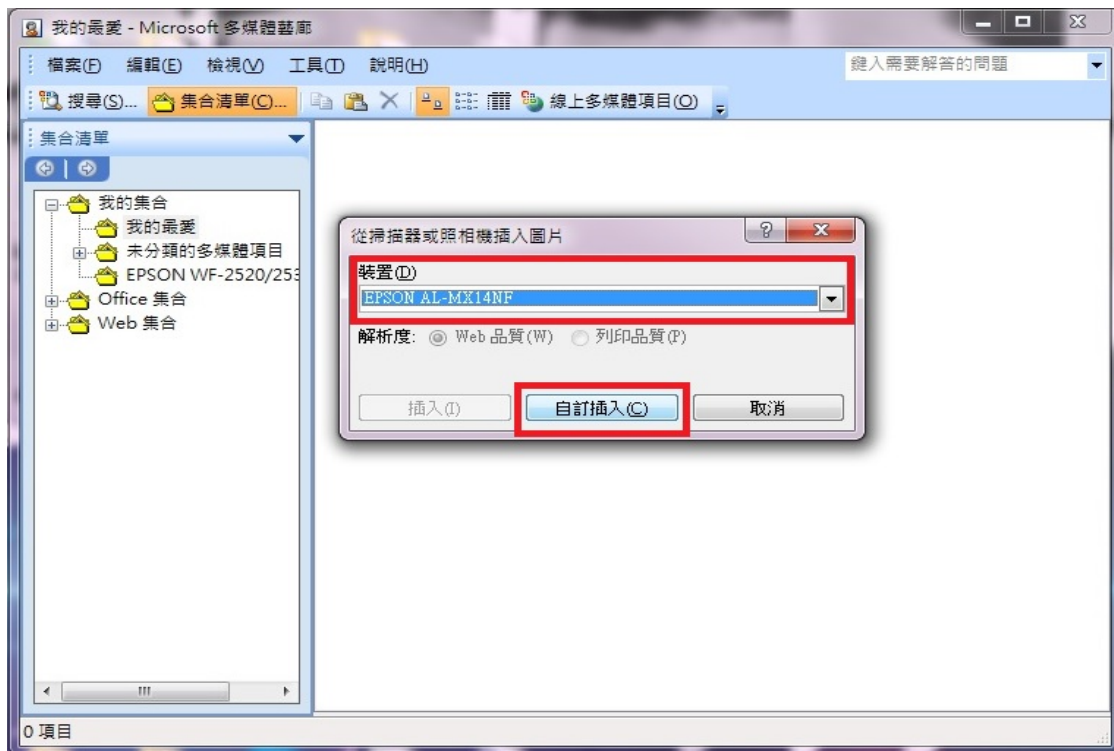 我的最愛 - Microsoft 多媒體藝廊
檔案(F) 編輯(E) 檢視(V) 工具(T) 說明(H) 鍵入需要解答的問題
搜尋(S)... 集合清單(C)... 線上多媒體項目(O)
集合清單
我的集合
我的最愛
未分類的多媒體項目
EPSON WF-2520/253
Office 集合
Web 集合
從掃描器或照相機插入圖片
裝置(D)
EPSON AL-MX14NF
解析度: Web 品質(W) 列印品質(P)
插入(I) 自訂插入(C) 取消
0 項目